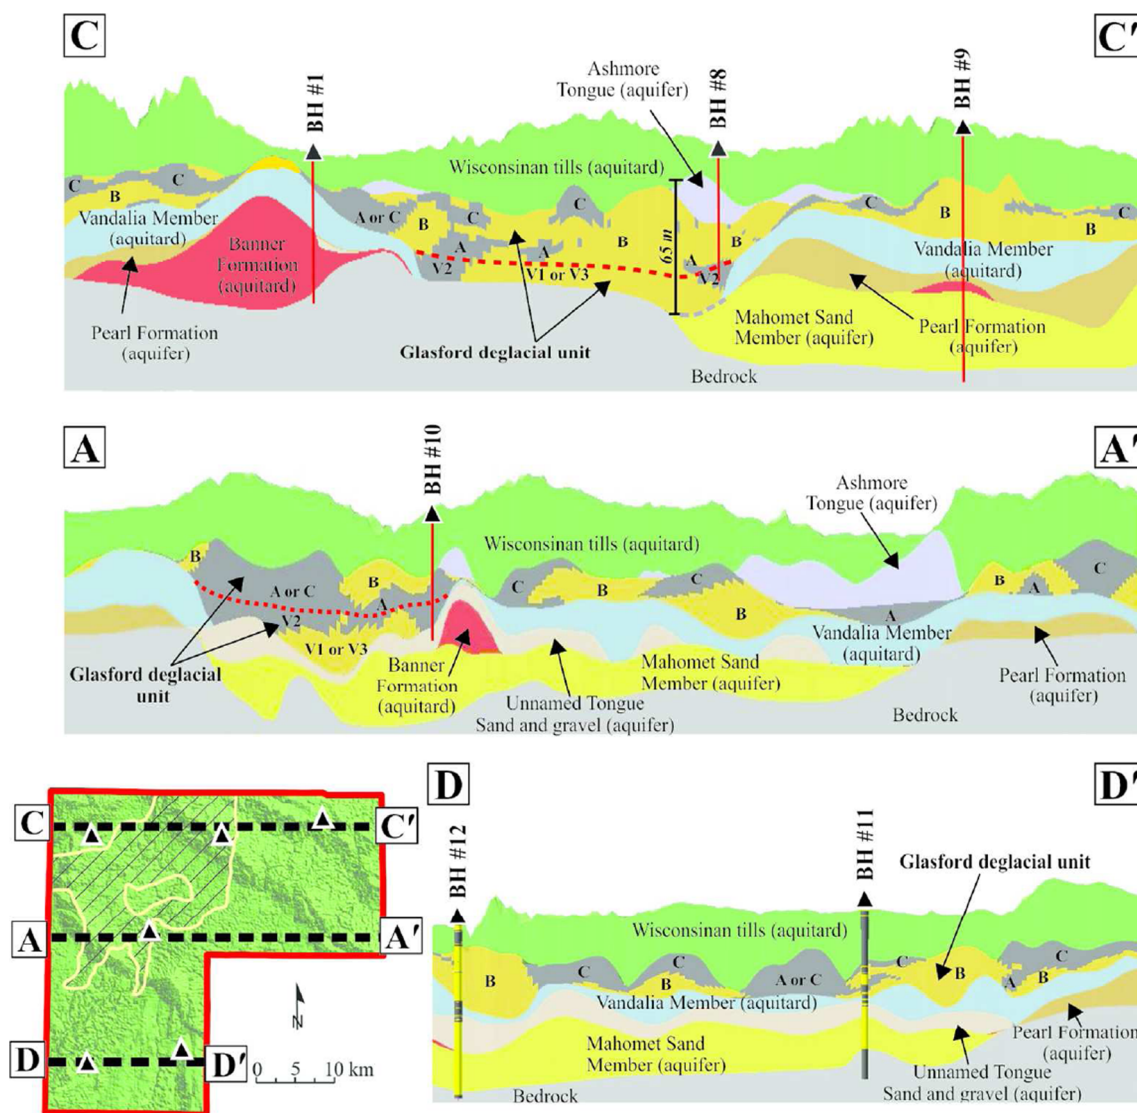 C
C′
BH #1
Ashmore
Tongue (aquifer)
BH #8
BH #9
Wisconsinan tills (aquitard)
C
B
C
C
A or C
B
C
A
A
V2
V1 or V3
B
65 m
B
A
V2
C
B
C
B
Vandalia Member
(aquitard)
Banner
Formation
(aquitard)
Vandalia Member
(aquitard)
Pearl Formation
(aquifer)
Glasford deglacial unit
Mahomet Sand
Member (aquifer)
Pearl Formation
(aquifer)
Bedrock
A
A′
BH #10
Ashmore
Tongue (aquifer)
Wisconsinan tills (aquitard)
B
A or C
B
A
V2
V1 or V3
C
B
C
B
A
B
A
C
Vandalia Member
(aquitard)
Glasford deglacial
unit
Banner
Formation
(aquitard)
Mahomet Sand
Member (aquifer)
Unnamed Tongue
Sand and gravel (aquifer)
Pearl Formation
(aquifer)
Bedrock
C
C′
A
A′
D
D′
N
0 5 10 km
D
D′
BH #12
BH #11
Glasford deglacial unit
Wisconsinan tills (aquitard)
B
C
C
B
A or C
C
B
C
B
A
Vandalia Member (aquitard)
Mahomet Sand
Member (aquifer)
Pearl Formation
(aquifer)
Unnamed Tongue
Sand and gravel (aquifer)
Bedrock